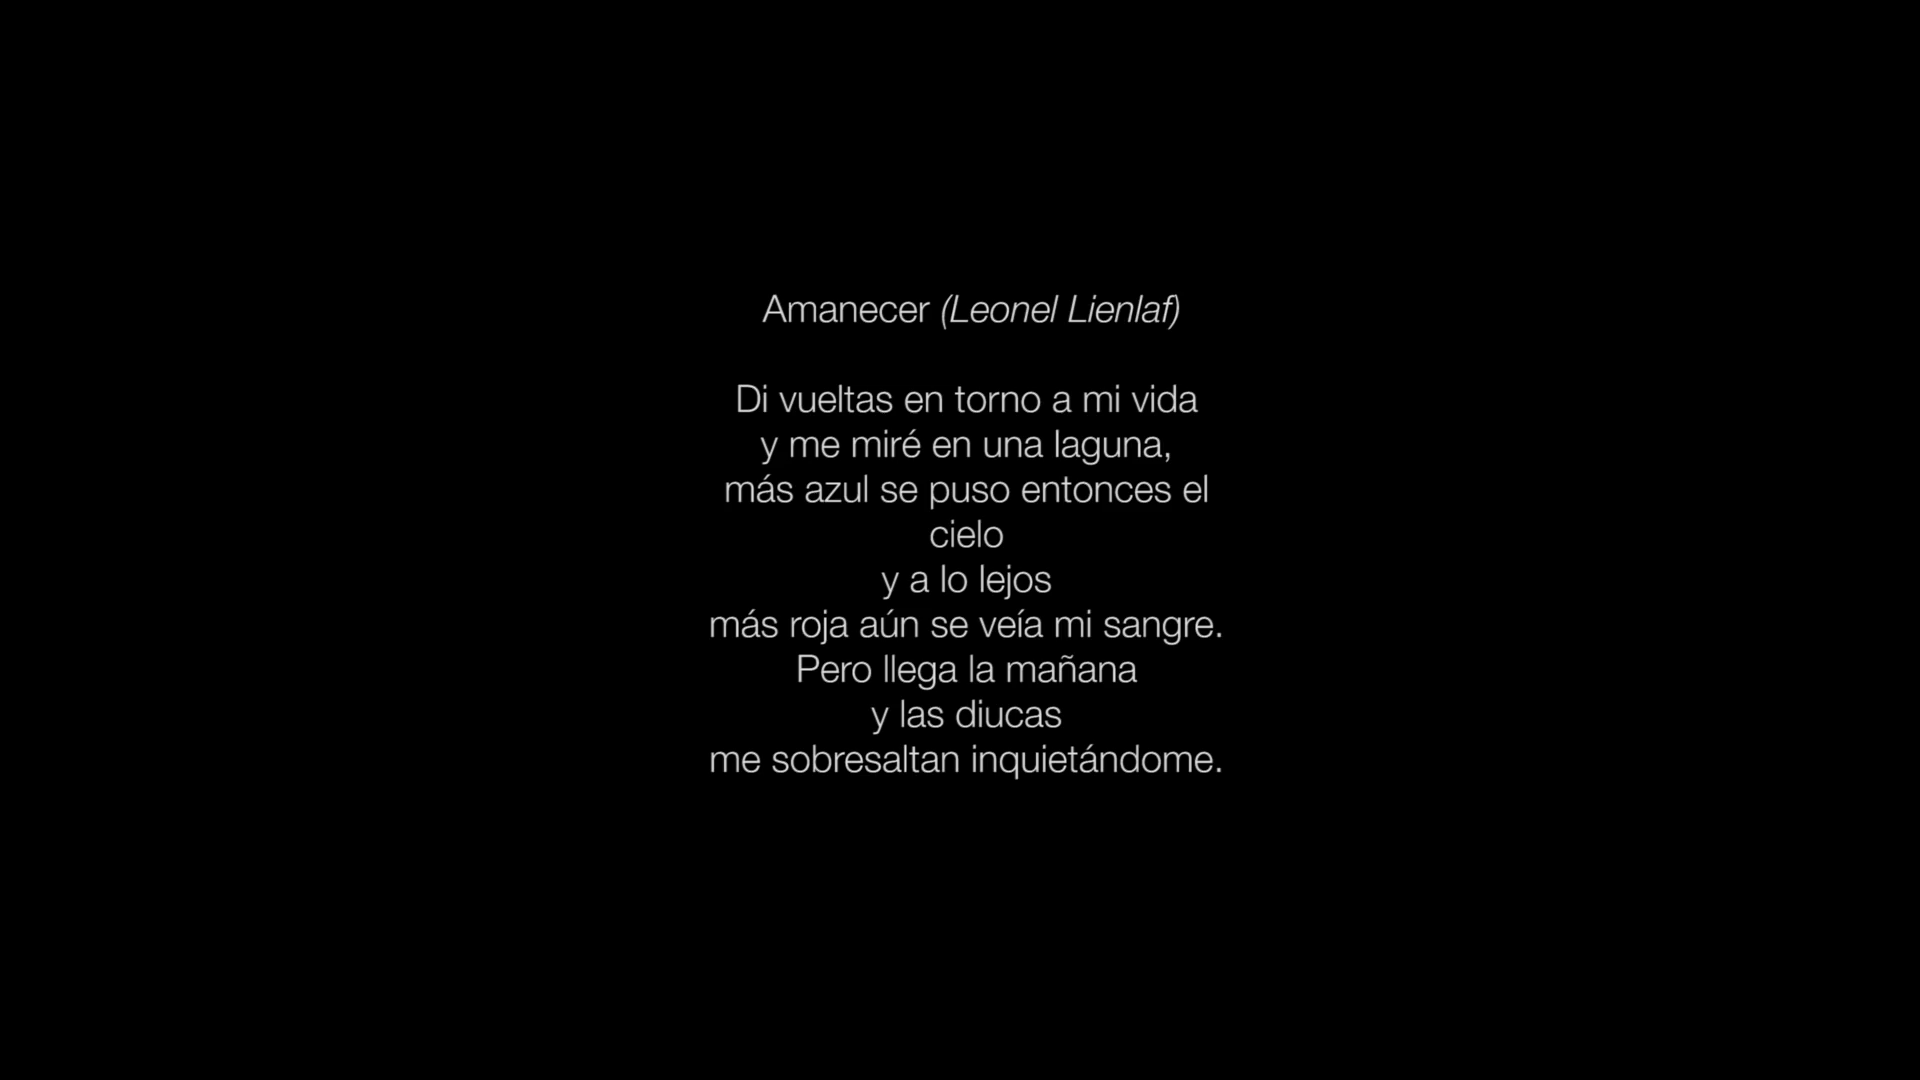 Amanecer (Leonel Lienlaf)
Di vueltas en torno a mi vida
y me miré en una laguna,
más azul se puso entonces el
cielo
y a lo lejos
más roja aún se veía mi sangre.
Pero llega la mañana
y las diucas
me sobresaltan inquietándome.